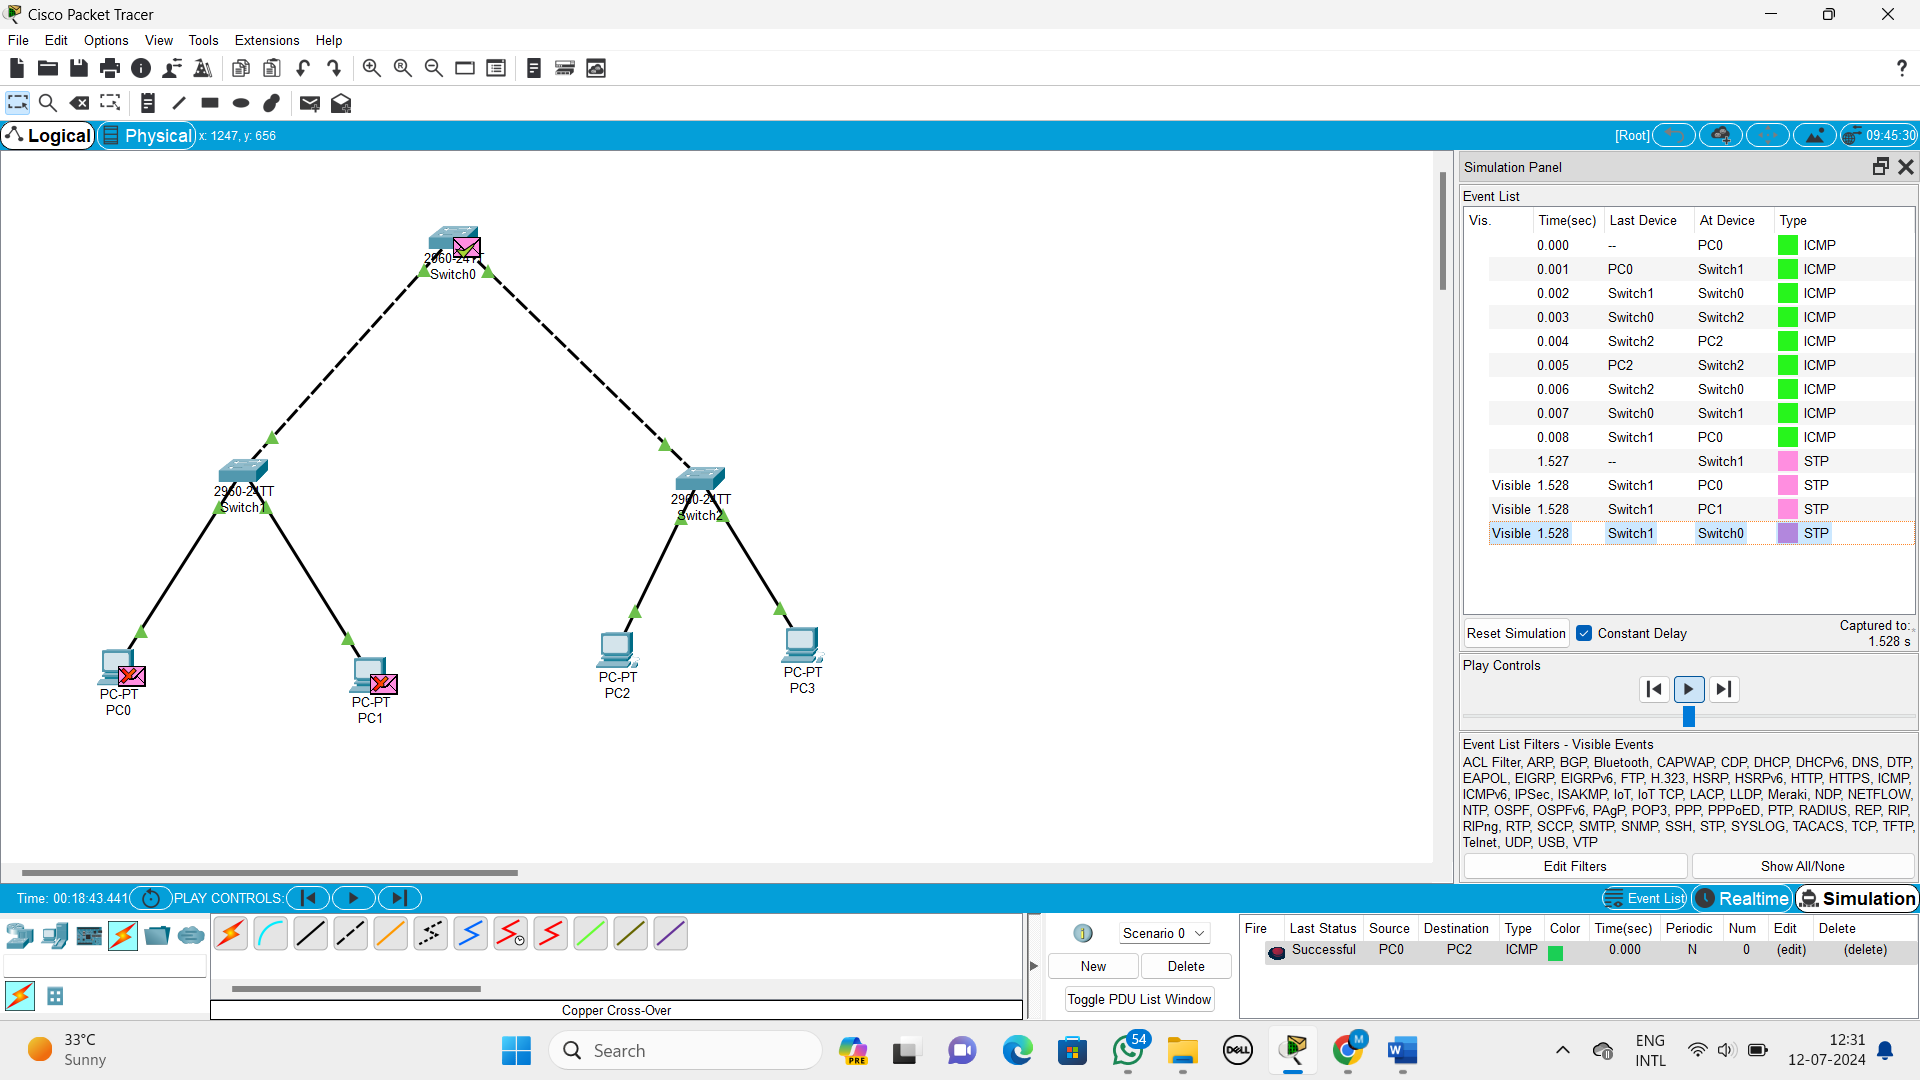 Cisco Packet Tracer
File Edit Options View Tools Extensions Help
Logical Physical x: 1247, y: 656 [Root] 09:45:30
2960-24TT
Switch0
2960-24TT
Switch1
2960-24TT
Switch2
PC-PT
PC0
PC-PT
PC1
PC-PT
PC2
PC-PT
PC3
Simulation Panel
Event List
Vis. Time(sec) Last Device At Device Type
0.000 -- PC0 ICMP
0.001 PC0 Switch1 ICMP
0.002 Switch1 Switch0 ICMP
0.003 Switch0 Switch2 ICMP
0.004 Switch2 PC2 ICMP
0.005 PC2 Switch2 ICMP
0.006 Switch2 Switch0 ICMP
0.007 Switch0 Switch1 ICMP
0.008 Switch1 PC0 ICMP
1.527 -- Switch1 STP
Visible 1.528 Switch1 PC0 STP
Visible 1.528 Switch1 PC1 STP
Visible 1.528 Switch1 Switch0 STP
Reset Simulation Constant Delay Captured to:
1.528 s
Play Controls
Event List Filters - Visible Events
ACL Filter, ARP, BGP, Bluetooth, CAPWAP, CDP, DHCP, DHCPv6, DNS, DTP,
EAPOL, EIGRP, EIGRPv6, FTP, H.323, HSRP, HSRPv6, HTTP, HTTPS, ICMP,
ICMPv6, IPSec, ISAKMP, IoT, IoT TCP, LACP, LLDP, Meraki, NDP, NETFLOW,
NTP, OSPF, OSPFv6, PAgP, POP3, PPP, PPPoED, PTP, RADIUS, REP, RIP,
RIPng, RTP, SCCP, SMTP, SNMP, SSH, STP, SYSLOG, TACACS, TCP, TFTP,
Telnet, UDP, USB, VTP
Edit Filters Show All/None
Time: 00:18:43.441 PLAY CONTROLS: Event List Realtime Simulation
Scenario 0
New Delete
Toggle PDU List Window
Fire Last Status Source Destination Type Color Time(sec) Periodic Num Edit Delete
Successful PC0 PC2 ICMP 0.000 N 0 (edit) (delete)
Copper Cross-Over
33°C
Sunny
Search
PRE
54
DELL
M
ENG
INTL
12:31
12-07-2024